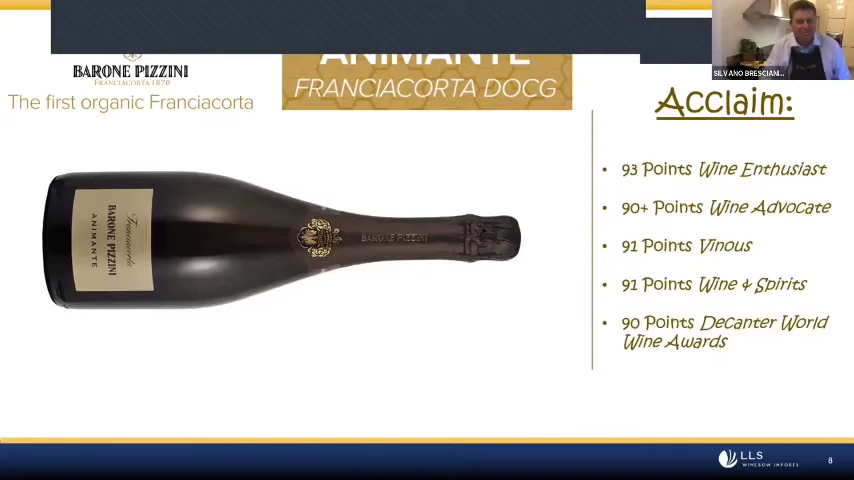 BARONE PIZZINI
FRANCIACORTA 1870
The first organic Franciacorta
ANIMANTE
FRANCIACORTA DOCG
SILVANO BRESCIANI...
Acclaim:
• 93 Points Wine Enthusiast
• 90+ Points Wine Advocate
• 91 Points Vinous
• 91 Points Wine & Spirits
• 90 Points Decanter World
Wine Awards
Franciacorta
BARONE PIZZINI
ANIMANTE
BARONE PIZZINI
LLS
WINEBOW IMPORTS
8